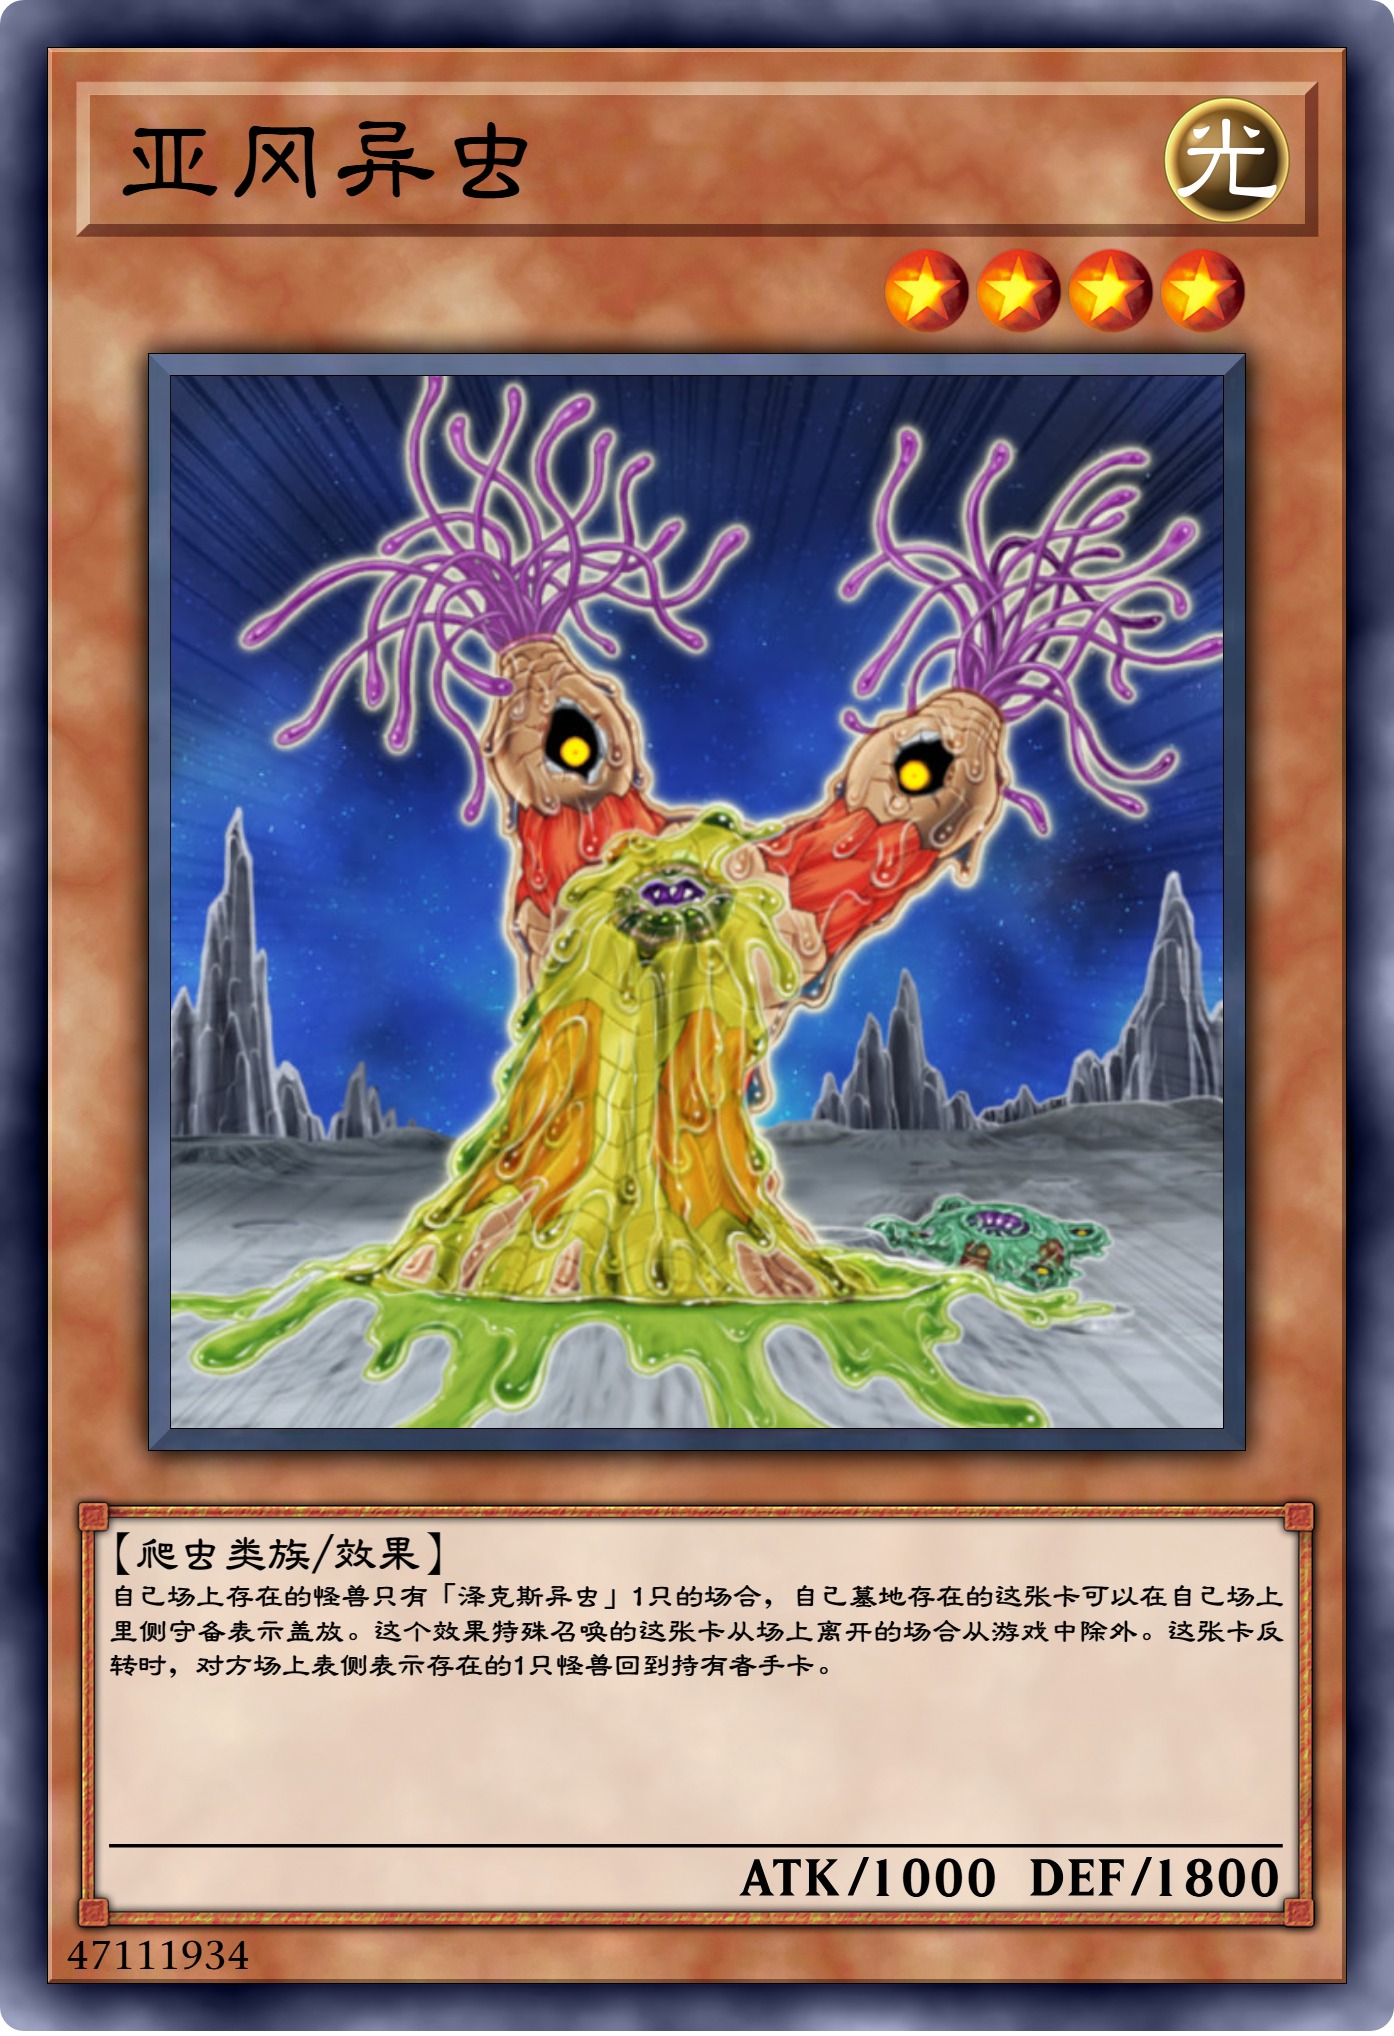 亚冈异虫
光
【爬虫类族/效果】
自己场上存在的怪兽只有「泽克斯异虫」1只的场合，自己墓地存在的这张卡可以在自己场上
里侧守备表示盖放。这个效果特殊召唤的这张卡从场上离开的场合从游戏中除外。这张卡反
转时，对方场上表侧表示存在的1只怪兽回到持有者手卡。
ATK/1000 DEF/1800
47111934